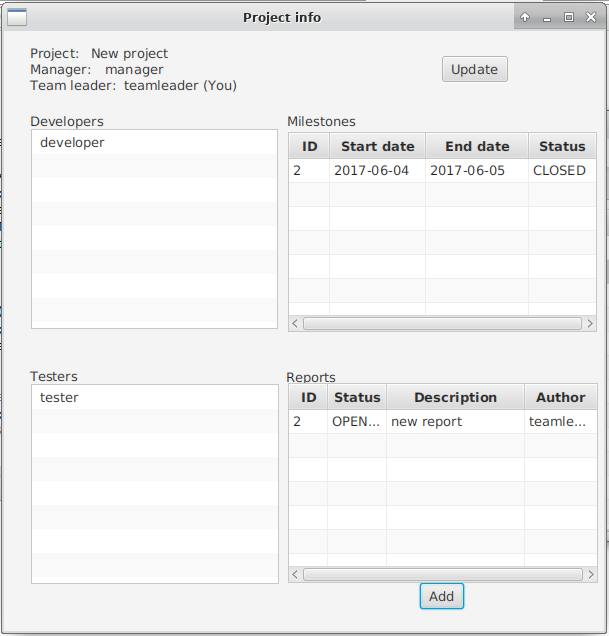 Project info
Project: New project
Manager: manager
Team leader: teamleader (You)
Update
Developers
developer
Milestones
ID Start date End date Status
2 2017-06-04 2017-06-05 CLOSED
Testers
tester
Reports
ID Status Description Author
2 OPEN... new report teamle...
Add